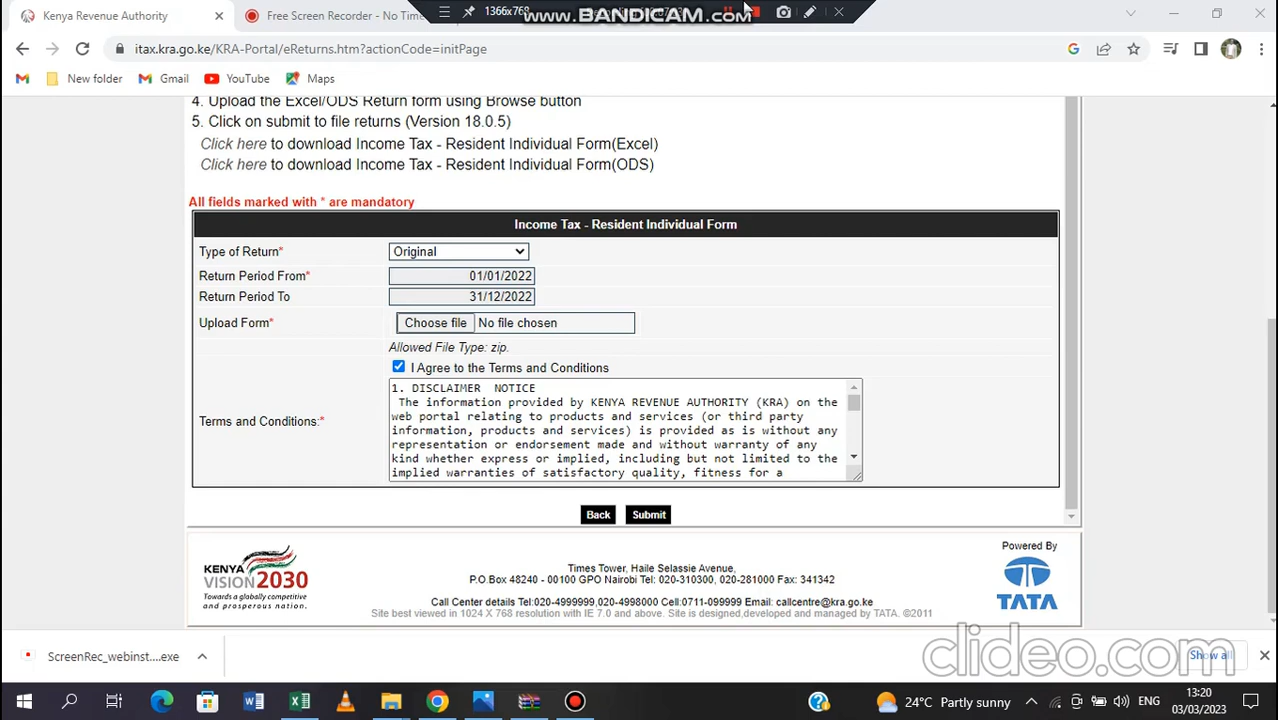 Kenya Revenue Authority
Free Screen Recorder - No Time
1366x768
www.BANDICAM.com
itax.kra.go.ke/KRA-Portal/eReturns.htm?actionCode=initPage
New folder
Gmail
YouTube
Maps
4. Upload the Excel/ODS Return form using Browse button
5. Click on submit to file returns (Version 18.0.5)
Click here to download Income Tax - Resident Individual Form(Excel)
Click here to download Income Tax - Resident Individual Form(ODS)
All fields marked with * are mandatory
Income Tax - Resident Individual Form
Type of Return* Original
Return Period From* 01/01/2022
Return Period To 31/12/2022
Upload Form* Choose file No file chosen
Allowed File Type: zip.
I Agree to the Terms and Conditions
Terms and Conditions:*
1. DISCLAIMER NOTICE
The information provided by KENYA REVENUE AUTHORITY (KRA) on the
web portal relating to products and services (or third party
information, products and services) is provided as is without any
representation or endorsement made and without warranty of any
kind whether express or implied, including but not limited to the
implied warranties of satisfactory quality, fitness for a
Back Submit
KENYA
VISION 2030
Towards a globally competitive
and prosperous nation.
Times Tower, Haile Selassie Avenue,
P.O.Box 48240 - 00100 GPO Nairobi Tel: 020-310300, 020-281000 Fax: 341342
Call Center details Tel:020-4999999,020-4998000 Cell:0711-099999 Email: callcentre@kra.go.ke
Site best viewed in 1024 X 768 resolution with IE 7.0 and above. Site is designed,developed and managed by TATA. ©2011
Powered By
TATA
ScreenRec_webinst....exe
Show all
clideo.com
24°C Partly sunny
ENG
13:20
03/03/2023